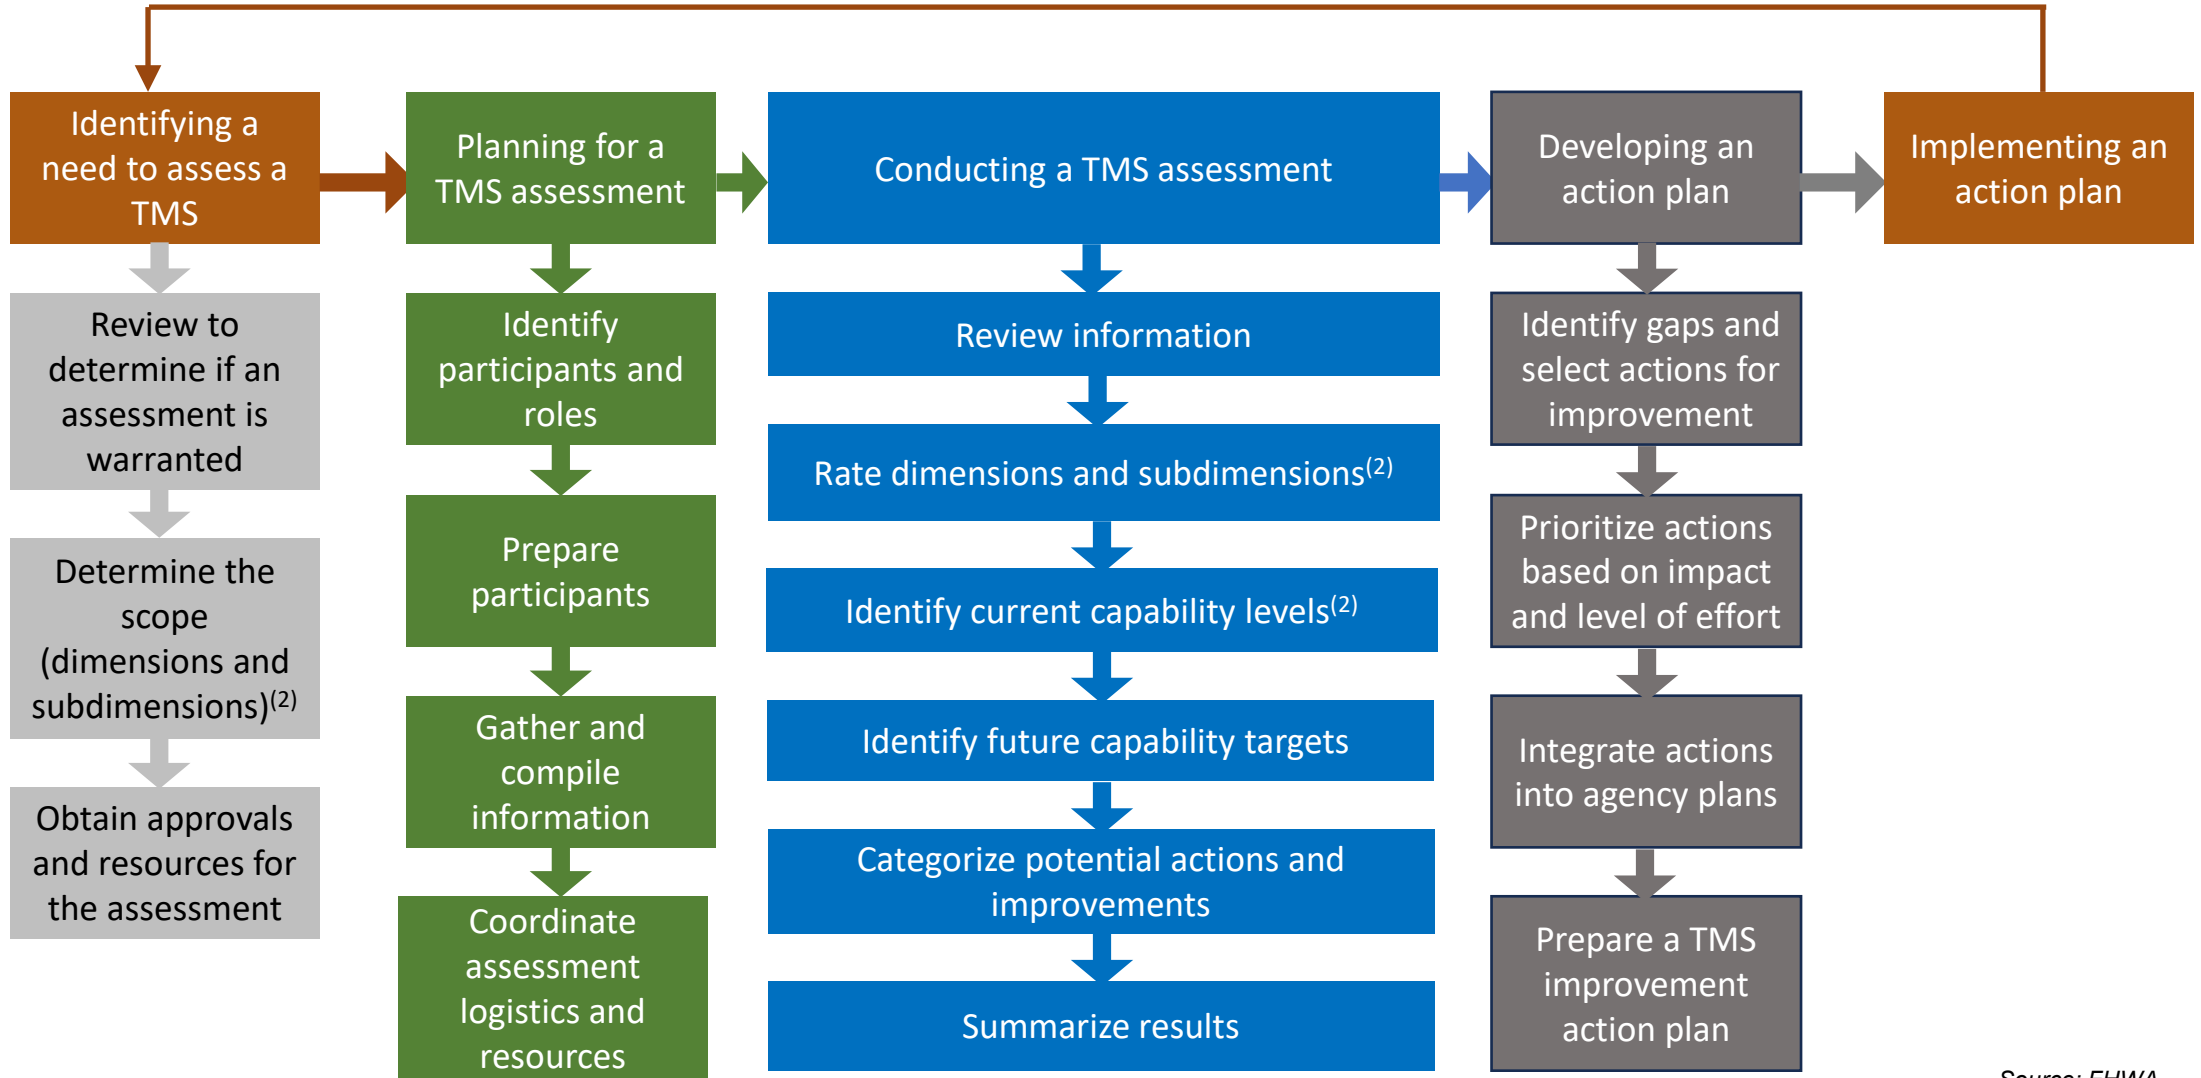 Identifying a
need to assess a
TMS
Planning for a
TMS assessment
Conducting a TMS assessment
Developing an
action plan
Implementing an
action plan
Review to
determine if an
assessment is
warranted
Determine the
scope
(dimensions and
subdimensions)(2)
Obtain approvals
and resources for
the assessment
Identify
participants and
roles
Prepare
participants
Gather and
compile
information
Coordinate
assessment
logistics and
resources
Review information
Rate dimensions and subdimensions(2)
Identify current capability levels(2)
Identify future capability targets
Categorize potential actions and
improvements
Summarize results
Identify gaps and
select actions for
improvement
Prioritize actions
based on impact
and level of effort
Integrate actions
into agency plans
Prepare a TMS
improvement
action plan
Source: FHWA